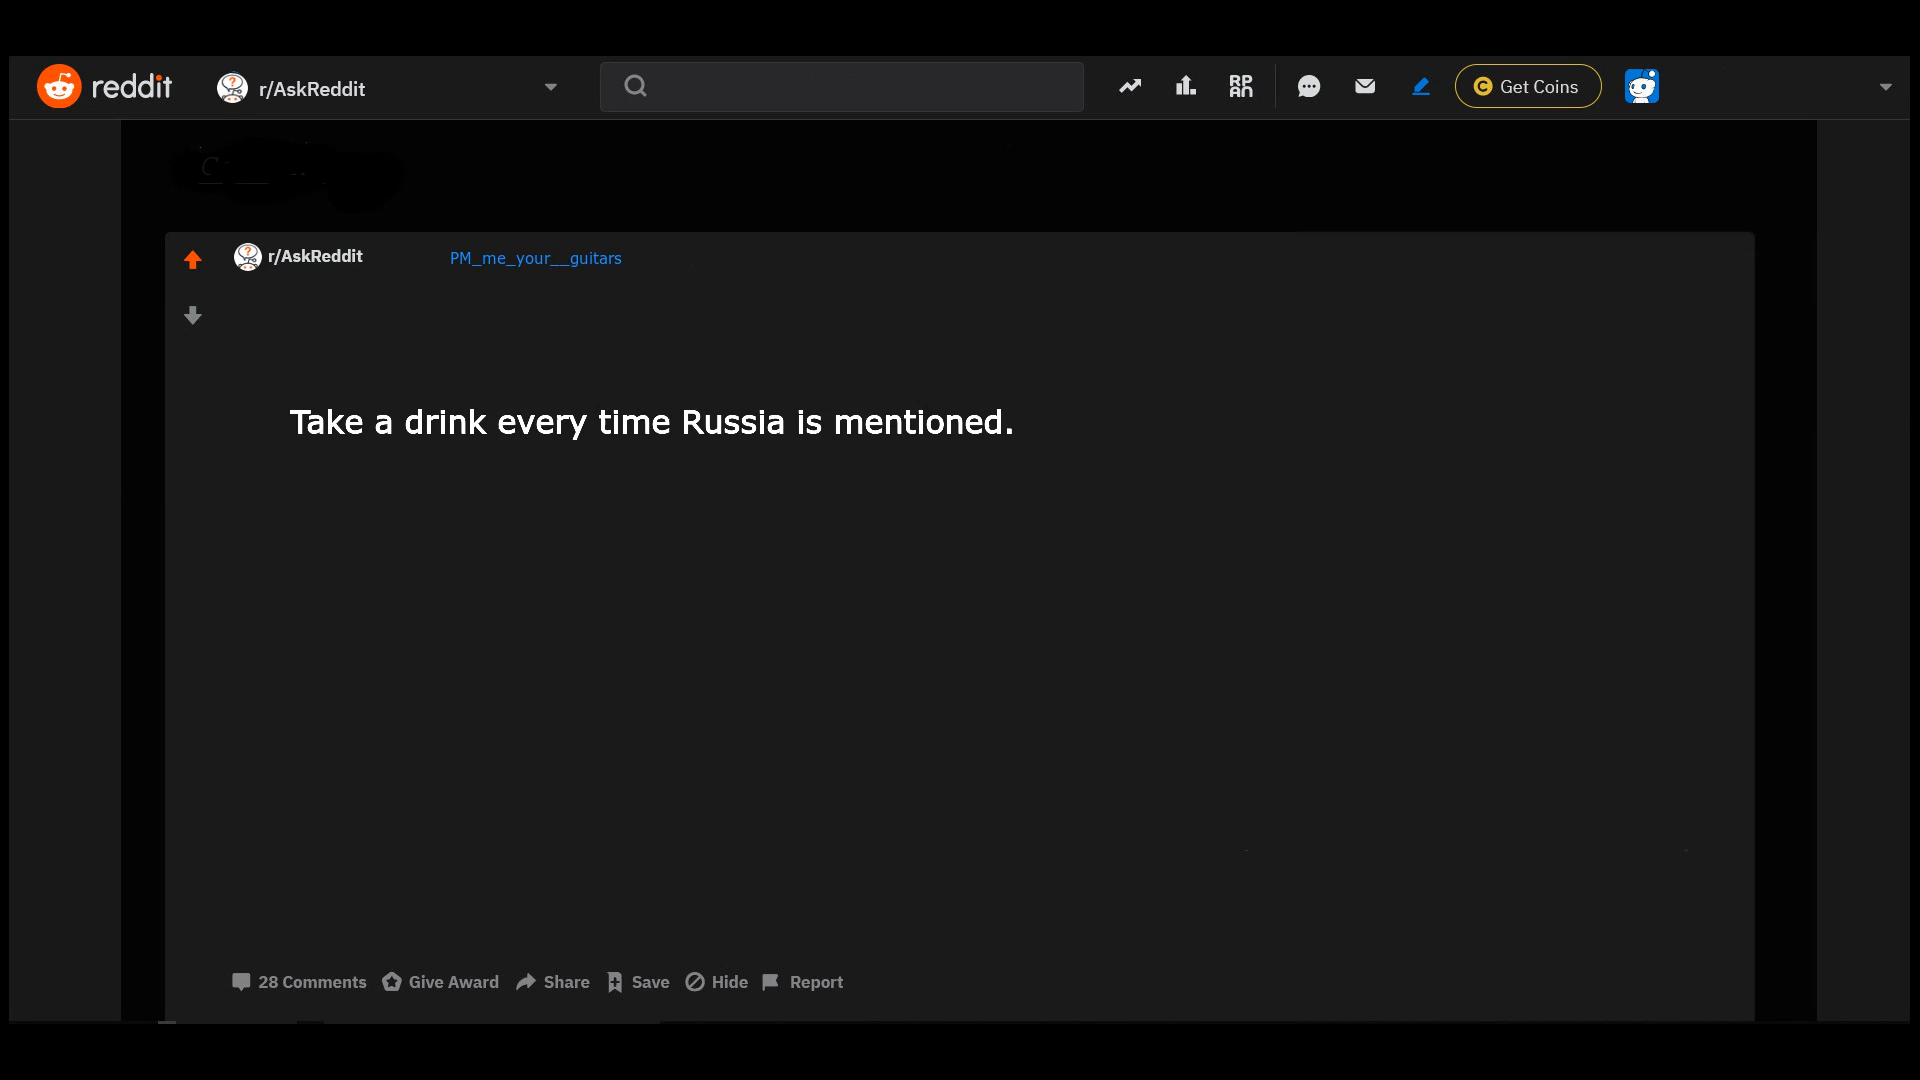 reddit r/AskReddit RPAN Get Coins
r/AskReddit PM_me_your__guitars
Take a drink every time Russia is mentioned.
28 Comments Give Award Share Save Hide Report